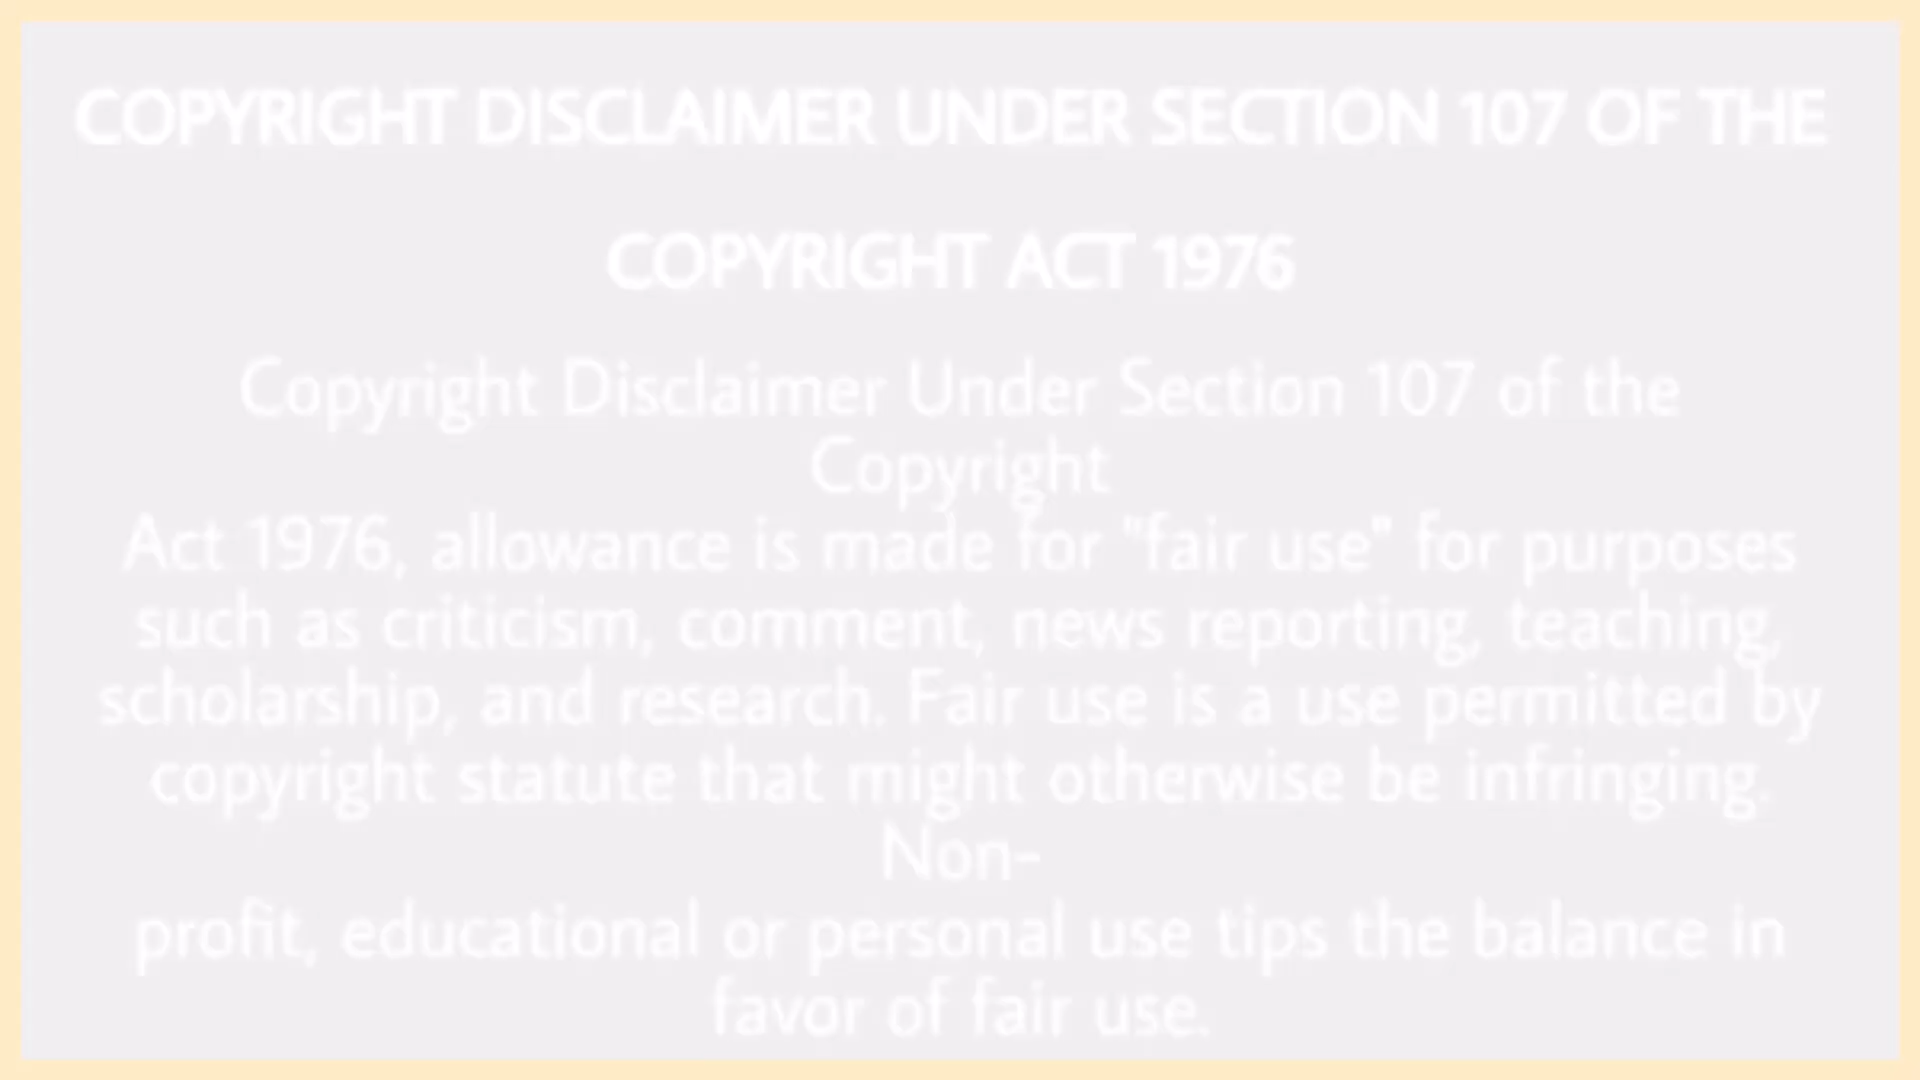 COPYRIGHT DISCLAIMER UNDER SECTION 107 OF THE
COPYRIGHT ACT 1976
Copyright Disclaimer Under Section 107 of the
Copyright
Act 1976, allowance is made for "fair use" for purposes
such as criticism, comment, news reporting, teaching,
scholarship, and research. Fair use is a use permitted by
copyright statute that might otherwise be infringing.
Non-
profit, educational or personal use tips the balance in
favor of fair use.